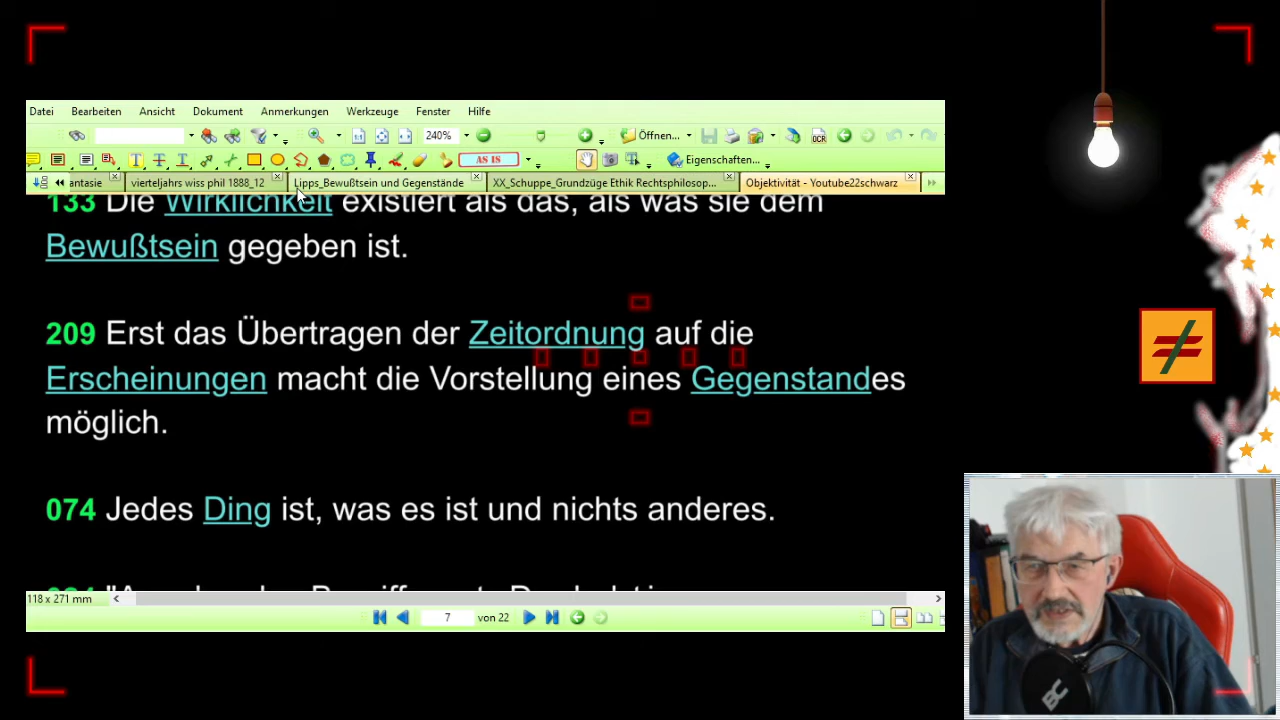 Datei Bearbeiten Ansicht Dokument Anmerkungen Werkzeuge Fenster Hilfe
240% Öffnen... OCR
AS IS Eigenschaften...
antasie vierteljahrs wiss phil 1888_12 Lipps_Bewußtsein und Gegenstände XX_Schuppe_Grundzüge Ethik Rechtsphilosop... Objektivität - Youtube22schwarz
133 Die Wirklichkeit existiert als das, als was sie dem
Bewußtsein gegeben ist.
209 Erst das Übertragen der Zeitordnung auf die
Erscheinungen macht die Vorstellung eines Gegenstandes
möglich.
074 Jedes Ding ist, was es ist und nichts anderes.
118 x 271 mm
7 von 22